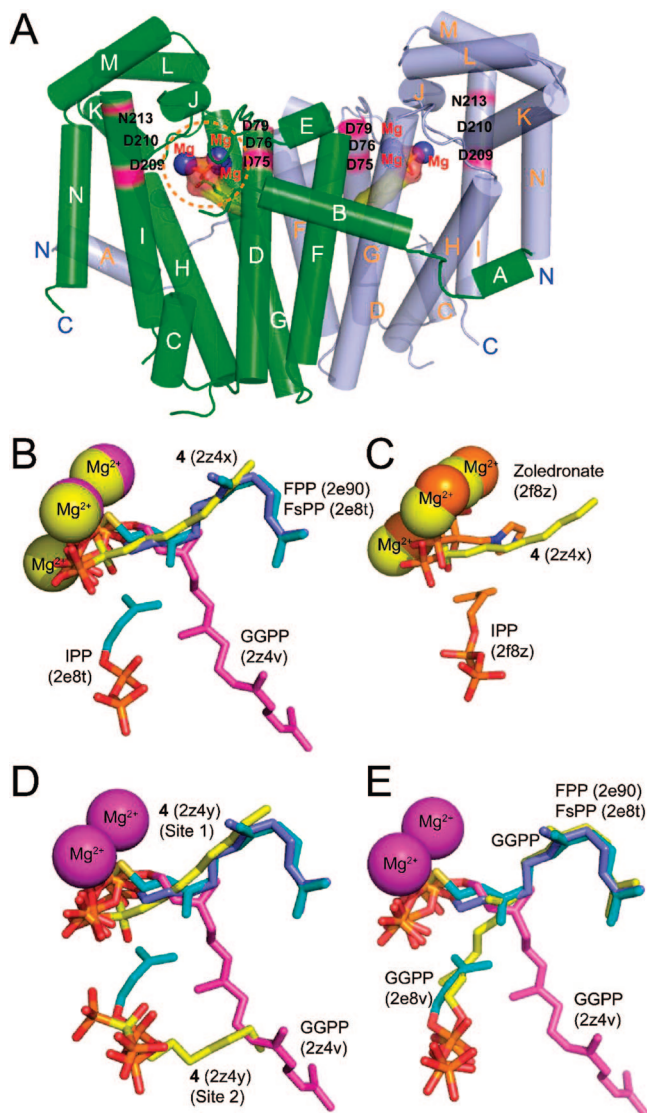 A
M
L
K
J
N213
D210
D209
Mg
Mg
Mg
D79
D76
D75
E
D79
D76
D75
Mg
Mg
Mg
M
L
J
N213
D210
D209
K
N
N
N
A
I
H
C
C
D
G
F
B
F
G
D
H
I
C
A
N
C
B
4 (2z4x)
Mg2+
Mg2+
Mg2+
FPP (2e90)
FsPP (2e8t)
IPP
(2e8t)
GGPP
(2z4v)
C
Mg2+
Mg2+
Mg2+
Zoledronate
(2f8z)
4 (2z4x)
IPP
(2f8z)
D
4 (2z4y)
(Site 1)
Mg2+
Mg2+
GGPP
(2z4v)
4 (2z4y)
(Site 2)
E
FPP (2e90)
FsPP (2e8t)
Mg2+
Mg2+
GGPP
GGPP
(2e8v)
GGPP
(2z4v)